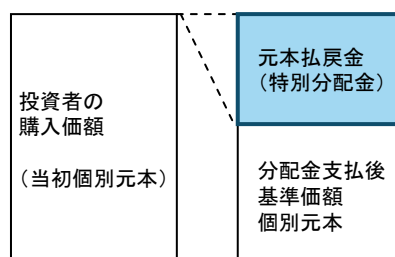 投資者の
購入価額
（当初個別元本）
元本払戻金
（特別分配金）
分配金支払後
基準価額
個別元本